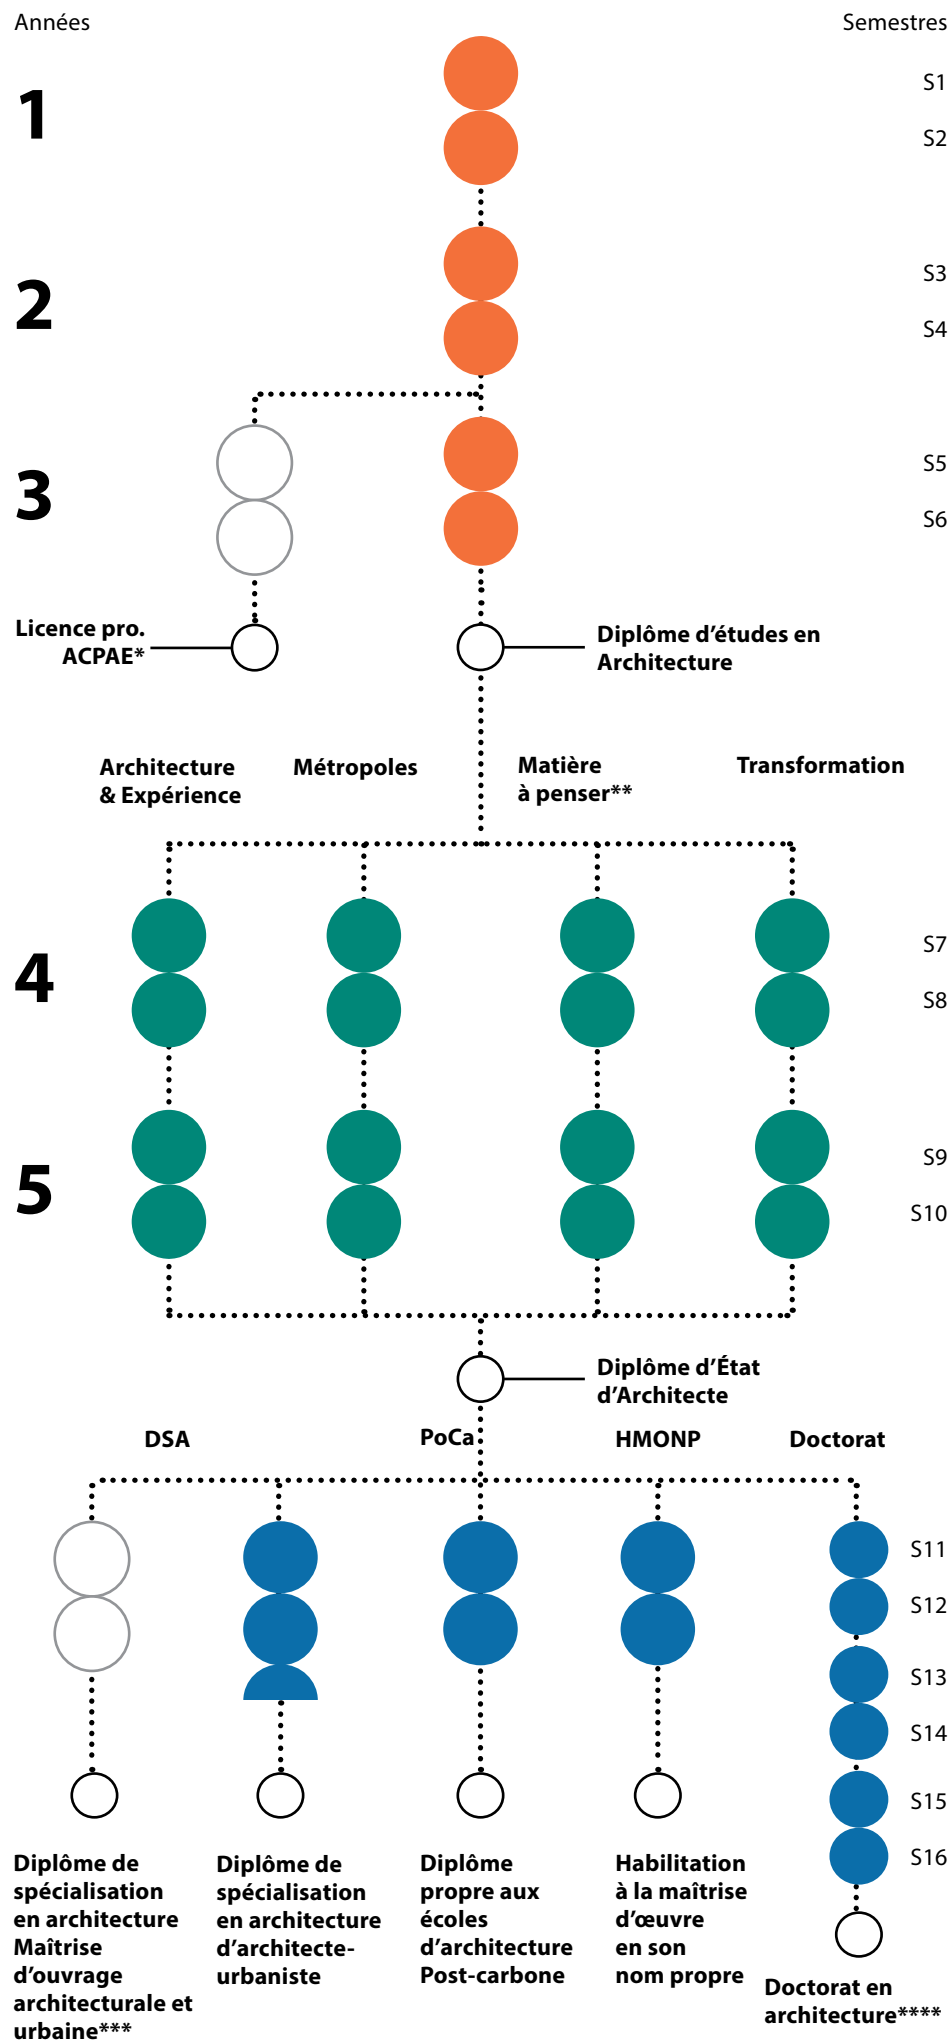 Années
Semestres
1
S1
S2
2
S3
S4
3
S5
S6
Licence pro.
ACPAE*
Diplôme d'études en
Architecture
Architecture
& Expérience
Métropoles
Matière
à penser**
Transformation
4
S7
S8
5
S9
S10
Diplôme d'État
d'Architecte
DSA
PoCa
HMONP
Doctorat
S11
S12
S13
S14
S15
S16
Diplôme de
spécialisation
en architecture
Maîtrise
d'ouvrage
architecturale et
urbaine***
Diplôme de
spécialisation
en architecture
d'architecte-
urbaniste
Diplôme
propre aux
écoles
d'architecture
Post-carbone
Habilitation
à la maîtrise
d'œuvre
en son
nom propre
Doctorat en
architecture****